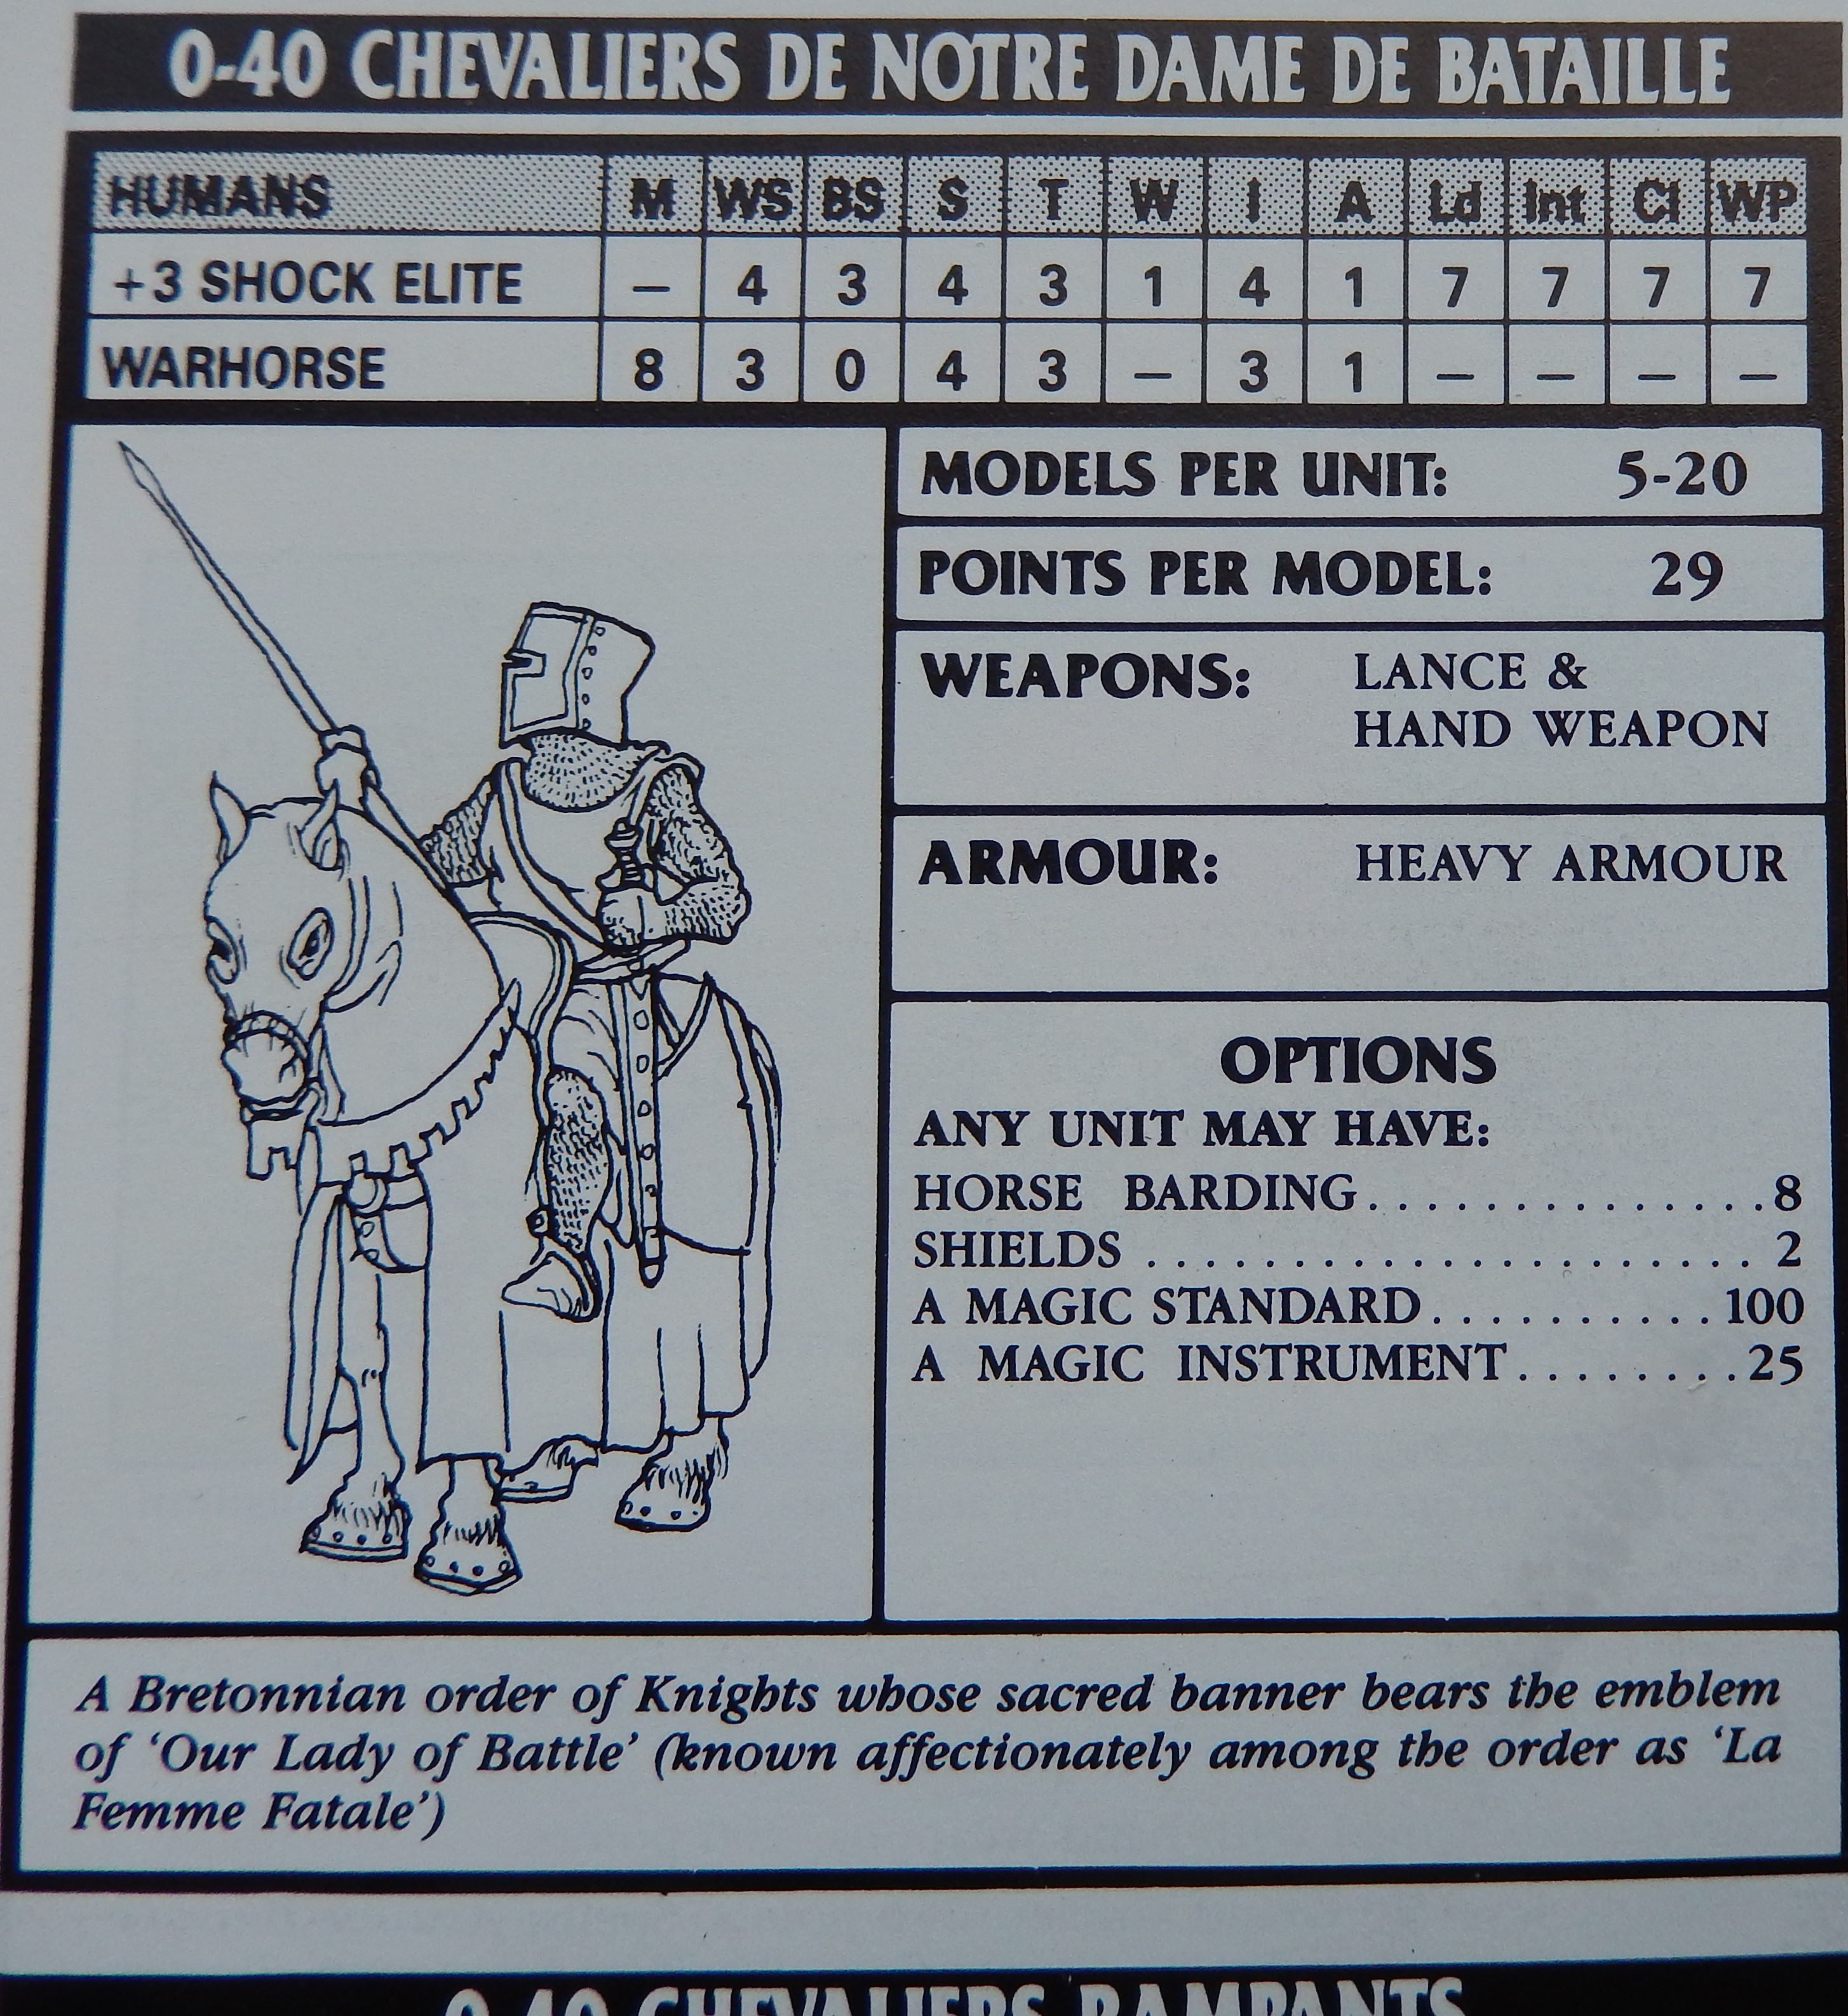 0-40 CHEVALIERS DE NOTRE DAME DE BATAILLE
HUMANS M WS BS S T W I A Ld Int Cl WP
+3 SHOCK ELITE – 4 3 4 3 1 4 1 7 7 7 7
WARHORSE 8 3 0 4 3 – 3 1 – – – –
MODELS PER UNIT: 5-20
POINTS PER MODEL: 29
WEAPONS: LANCE &
HAND WEAPON
ARMOUR: HEAVY ARMOUR
OPTIONS
ANY UNIT MAY HAVE:
HORSE BARDING..............8
SHIELDS ..................... 2
A MAGIC STANDARD..........100
A MAGIC INSTRUMENT........25
A Bretonnian order of Knights whose sacred banner bears the emblem
of ‘Our Lady of Battle’ (known affectionately among the order as ‘La
Femme Fatale’)
0-40 CHEVALIERS RAMPANTS